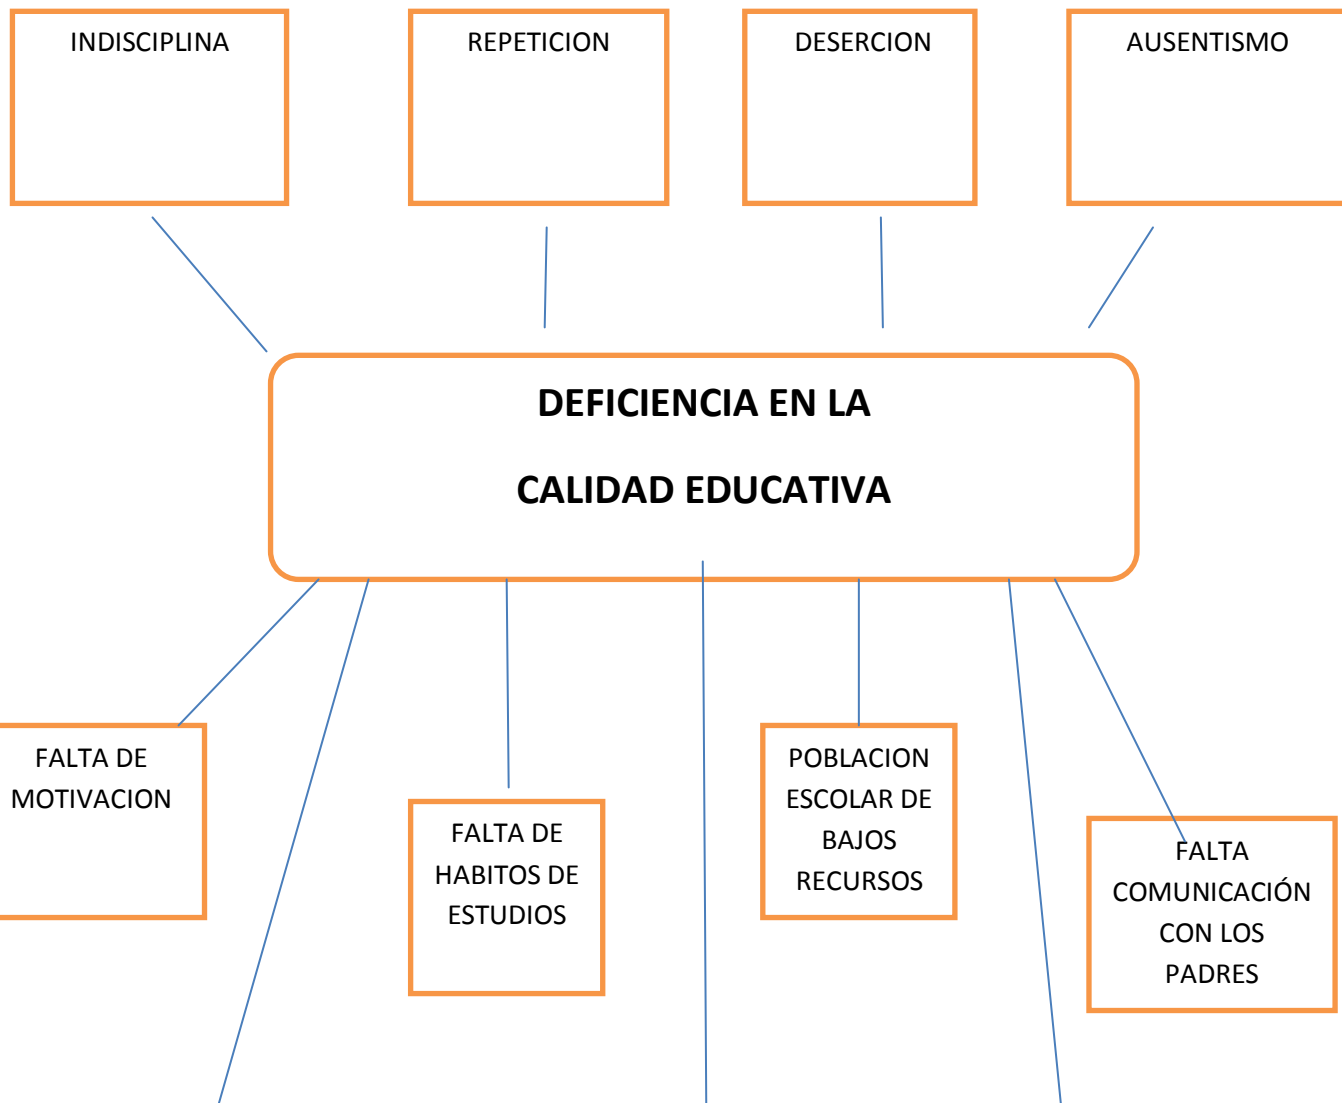 INDISCIPLINA
REPETICION
DESERCION
AUSENTISMO
DEFICIENCIA EN LA
CALIDAD EDUCATIVA
FALTA DE
MOTIVACION
FALTA DE
HABITOS DE
ESTUDIOS
POBLACION
ESCOLAR DE
BAJOS
RECURSOS
FALTA
COMUNICACIÓN
CON LOS
PADRES